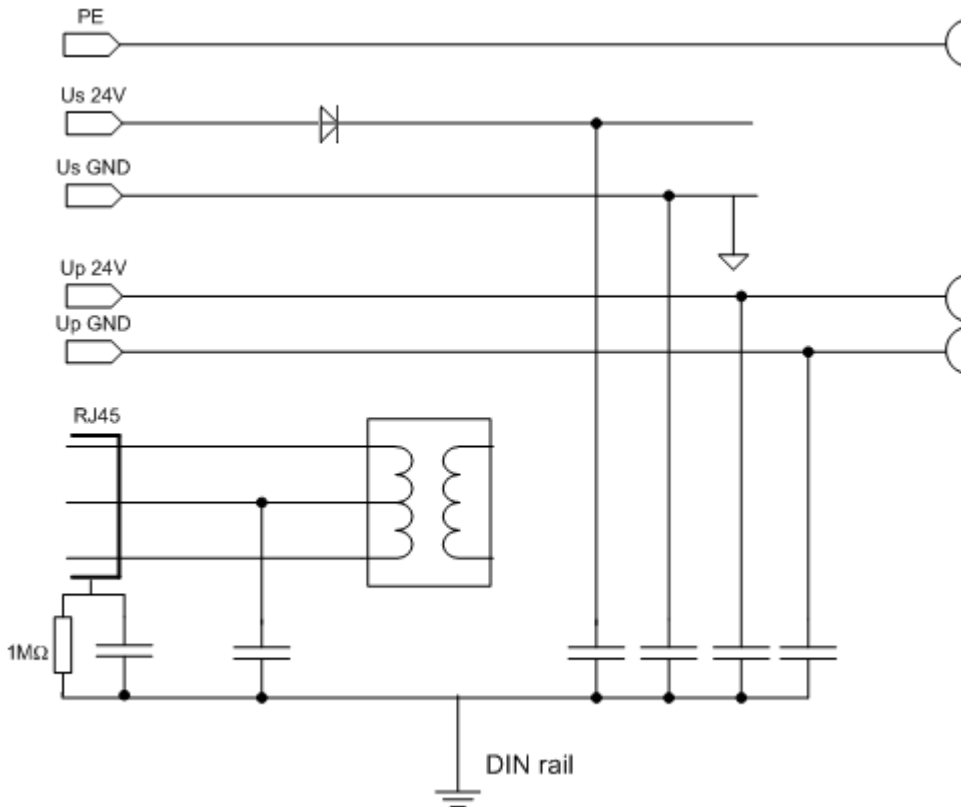 PE
Us 24V
Us GND
Up 24V
Up GND
RJ45
1MΩ
DIN rail